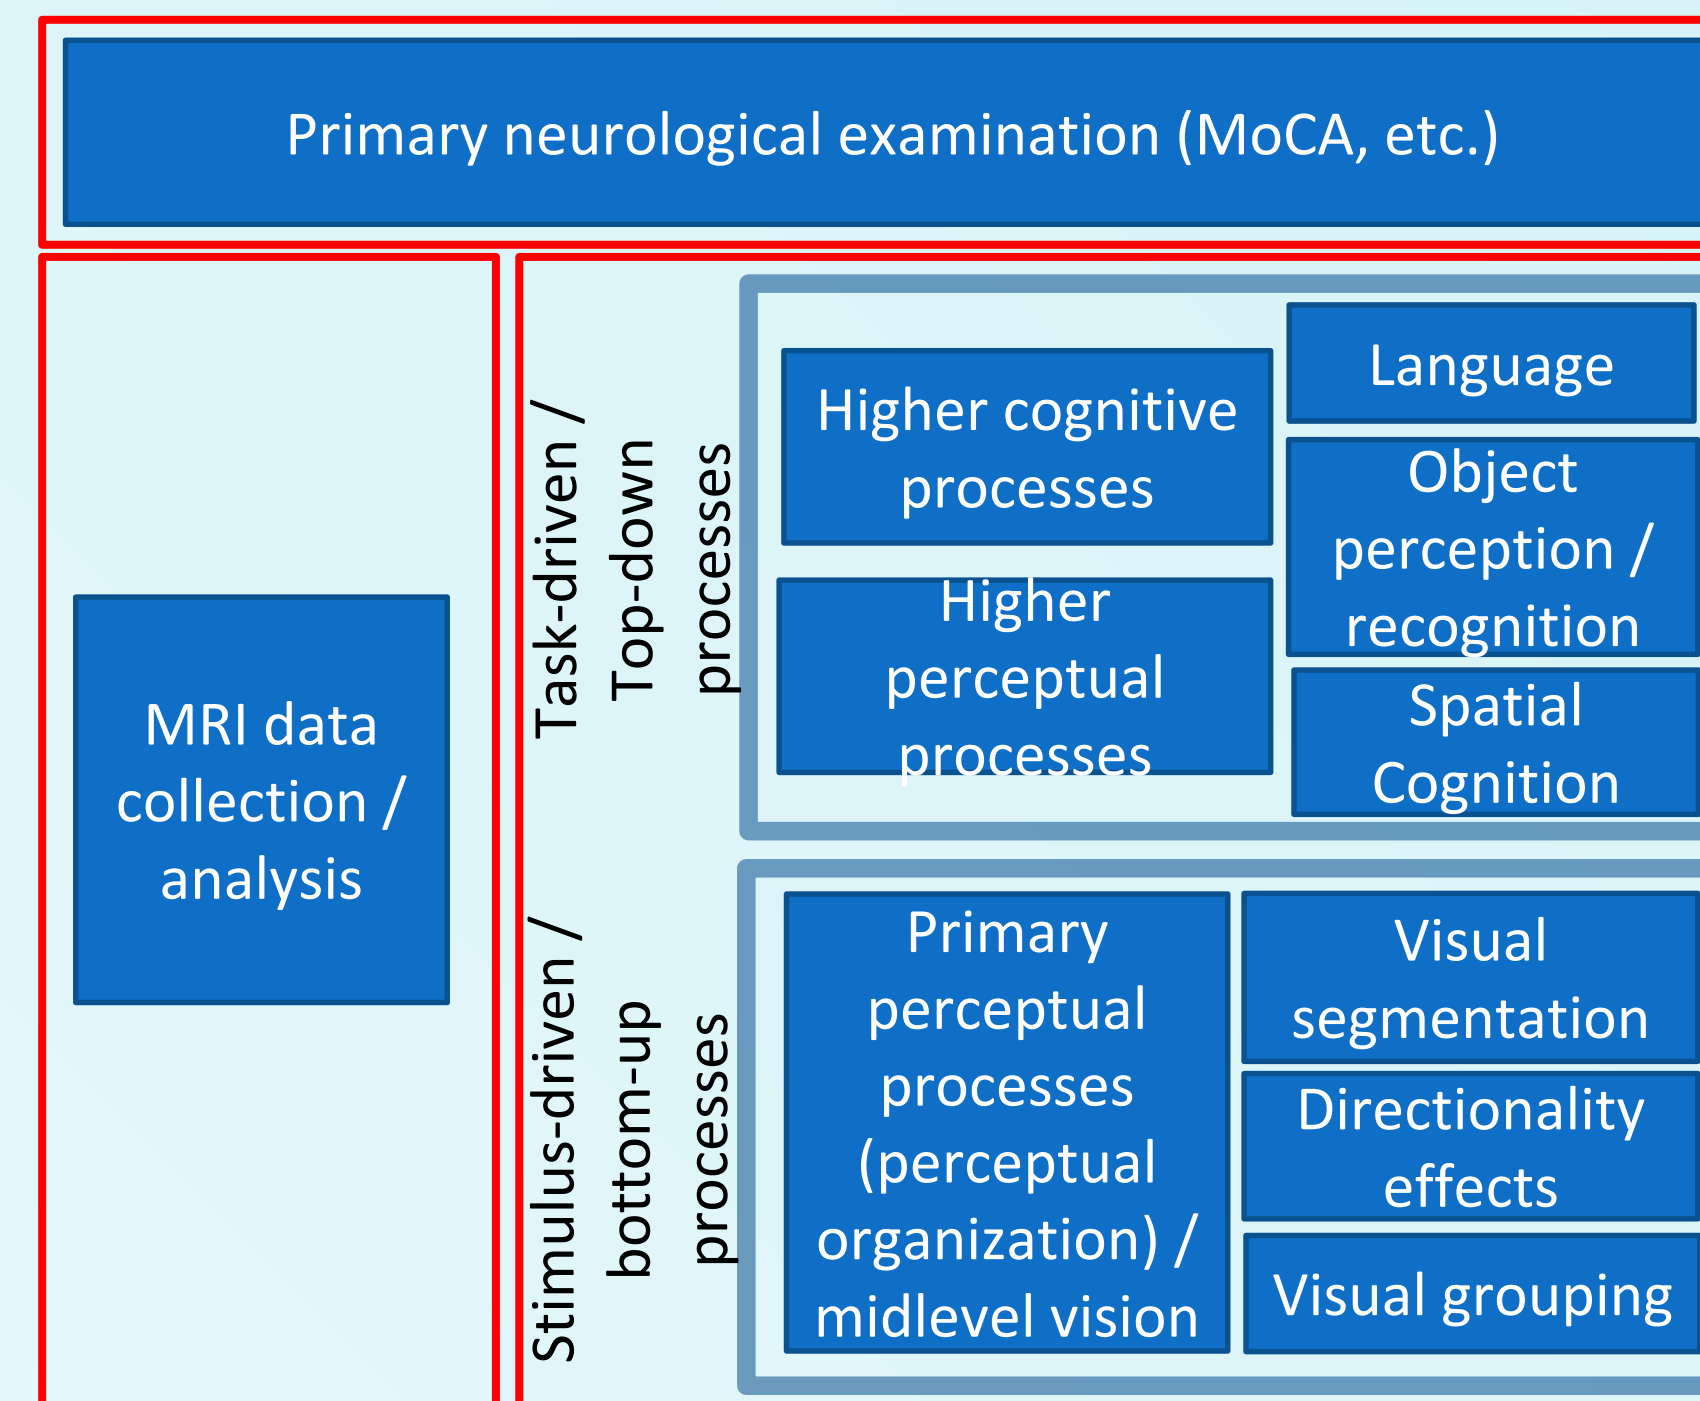 Primary neurological examination (MoCA, etc.)
MRI data
collection /
analysis
Task-driven /
Top-down
processes
Higher cognitive
processes
Higher
perceptual
processes
Language
Object
perception /
recognition
Spatial
Cognition
Stimulus-driven /
bottom-up
processes
Primary
perceptual
processes
(perceptual
organization) /
midlevel vision
Visual
segmentation
Directionality
effects
Visual grouping